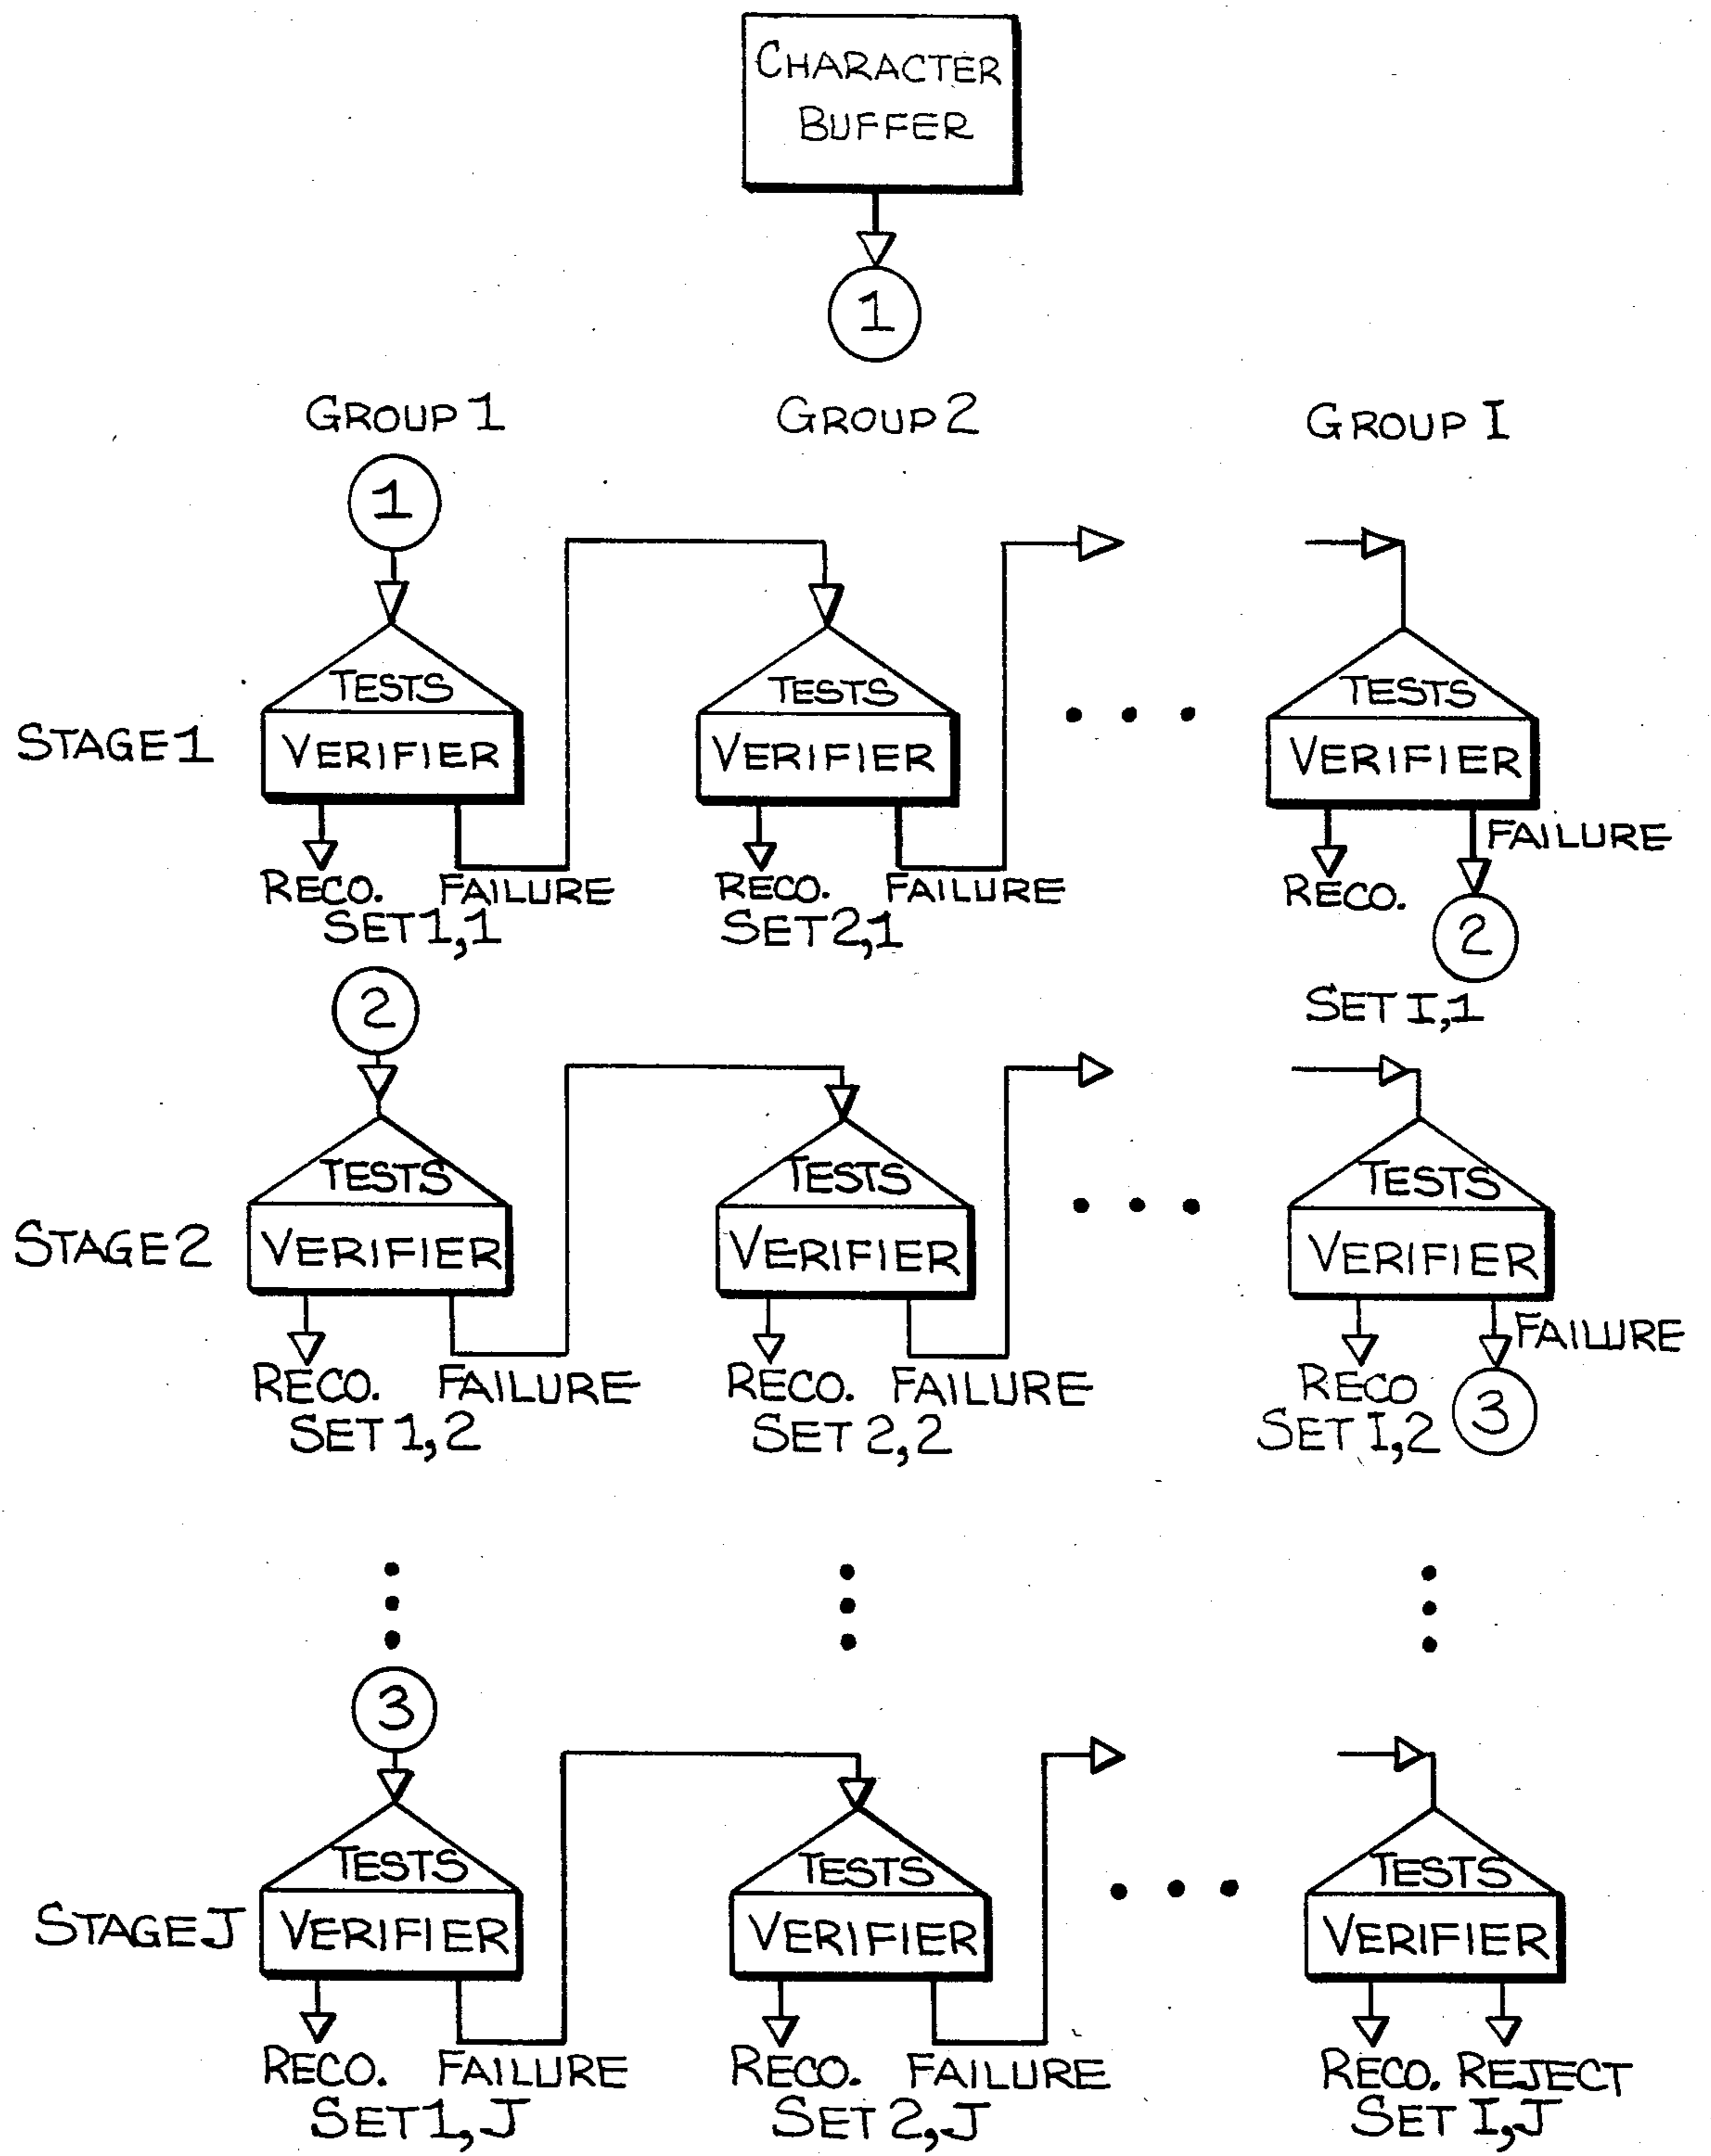 CHARACTER
BUFFER
1
GROUP 1 GROUP 2 GROUP I
1
TESTS TESTS TESTS
STAGE 1 VERIFIER VERIFIER VERIFIER
FAILURE
RECO. FAILURE RECO. FAILURE RECO.
SET 1,1 SET 2,1 2
2 SET I,1
TESTS TESTS TESTS
STAGE 2 VERIFIER VERIFIER VERIFIER
FAILURE
RECO. FAILURE RECO. FAILURE RECO 3
SET 1,2 SET 2,2 SET I,2
3
TESTS TESTS TESTS
STAGE J VERIFIER VERIFIER VERIFIER
RECO. FAILURE RECO. FAILURE RECO. REJECT
SET 1,J SET 2,J SET I,J